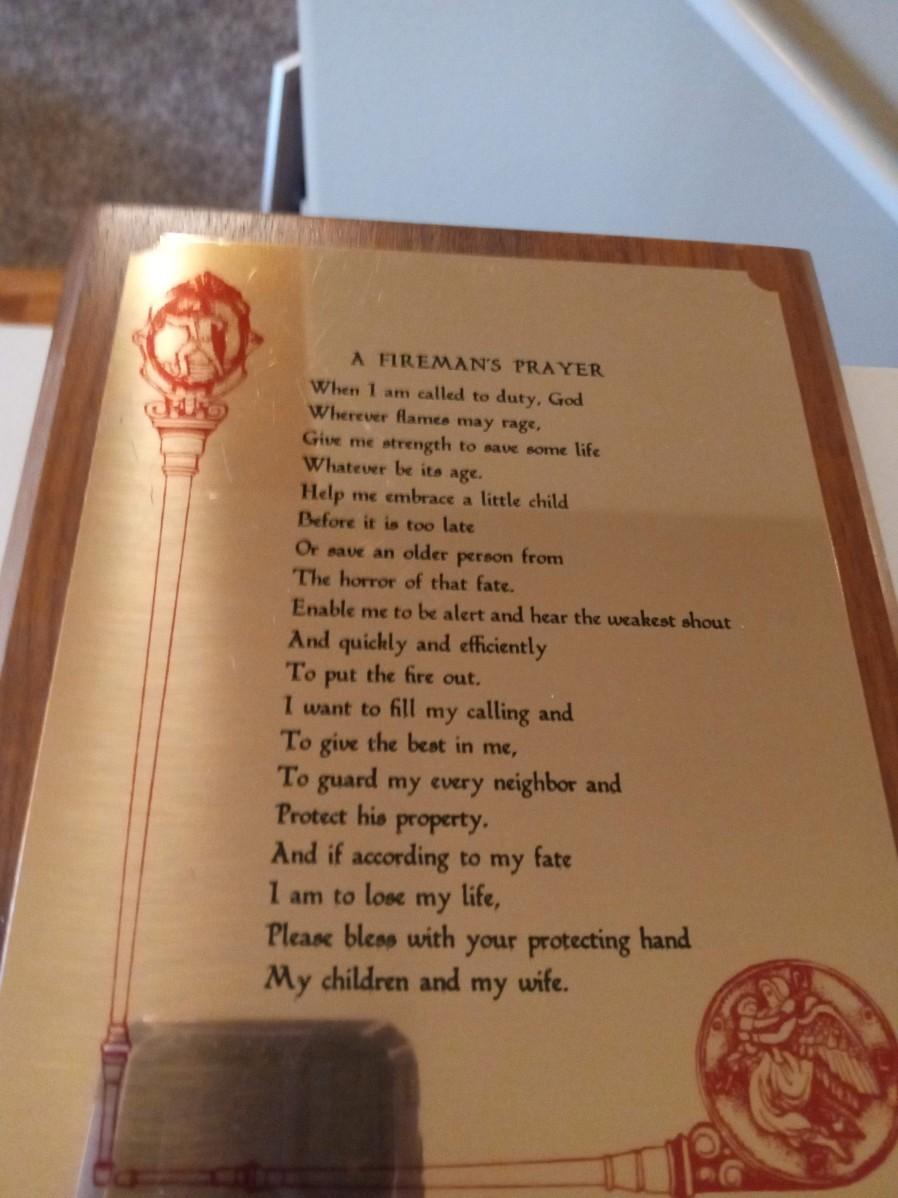 A FIREMAN'S PRAYER
When I am called to duty, God
Wherever flames may rage,
Give me strength to save some life
Whatever be its age.
Help me embrace a little child
Before it is too late
Or save an older person from
The horror of that fate.
Enable me to be alert and hear the weakest shout
And quickly and efficiently
To put the fire out.
I want to fill my calling and
To give the best in me,
To guard my every neighbor and
Protect his property.
And if according to my fate
I am to lose my life,
Please bless with your protecting hand
My children and my wife.